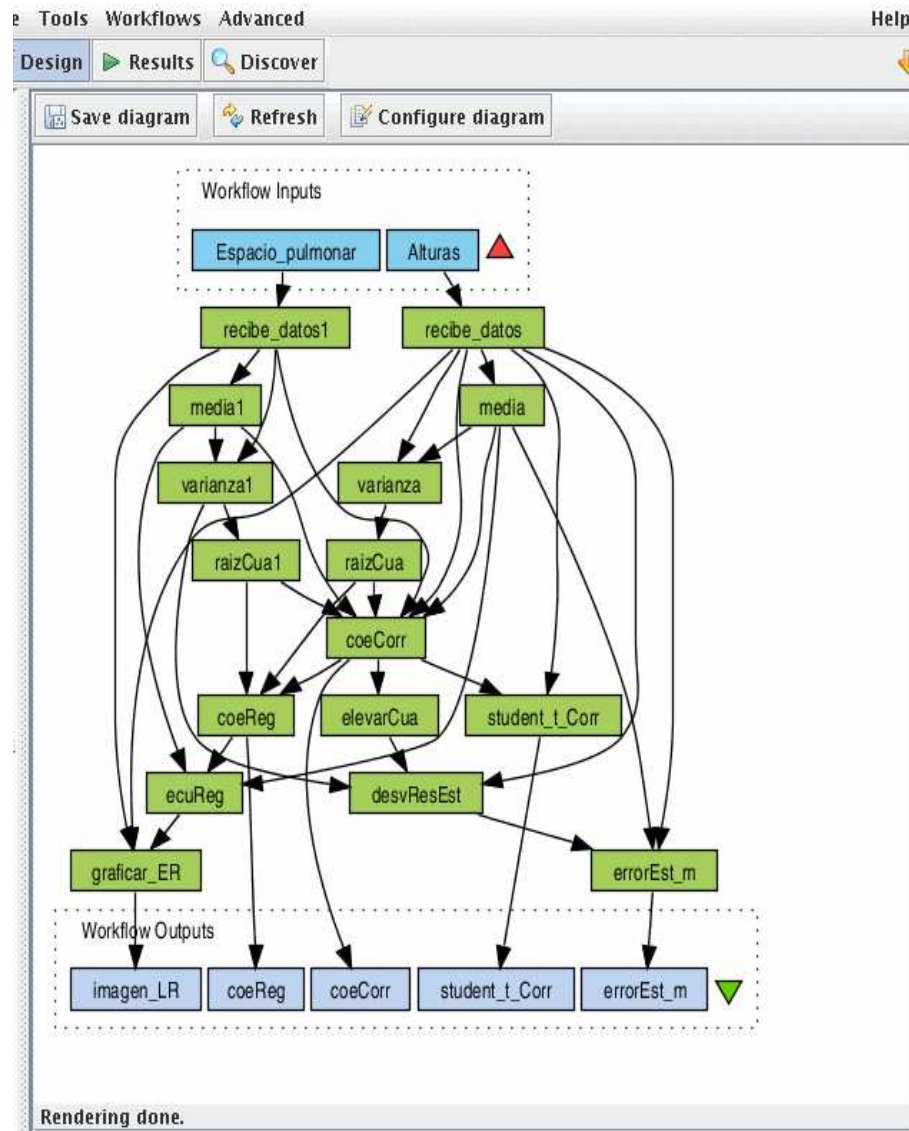 e Tools Workflows Advanced Help
Design Results Discover
Save diagram Refresh Configure diagram
Workflow Inputs
Espacio_pulmonar Alturas
recibe_datos1 recibe_datos
media1 media
varianza1 varianza
raizCua1 raizCua
coeCorr
coeReg elevarCua student_t_Corr
ecuReg desvResEst
graficar_ER errorEst_m
Workflow Outputs
imagen_LR coeReg coeCorr student_t_Corr errorEst_m
Rendering done.